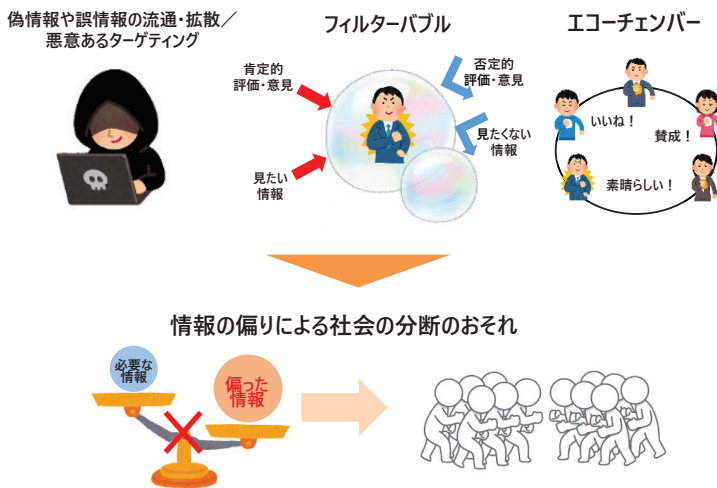 偽情報や誤情報の流通・拡散／
悪意あるターゲティング
フィルターバブル
エコーチェンバー
肯定的
評価・意見
否定的
評価・意見
見たい
情報
見たくない
情報
いいね！
賛成！
素晴らしい！
情報の偏りによる社会の分断のおそれ
必要な
情報
偏った
情報